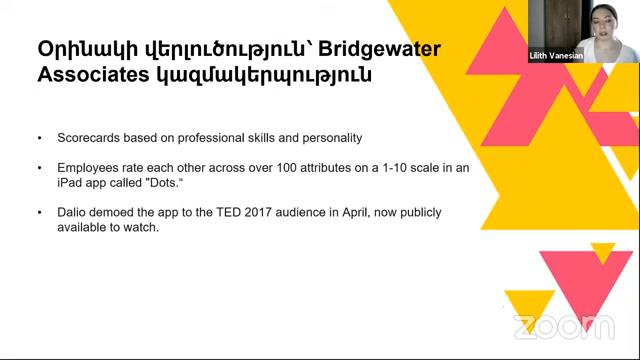 Lilith Vanesian
Օրինակի վերլուծություն՝ Bridgewater
Associates կազմակերպություն
• Scorecards based on professional skills and personality
• Employees rate each other across over 100 attributes on a 1-10 scale in an
iPad app called "Dots.“
• Dalio demoed the app to the TED 2017 audience in April, now publicly
available to watch.
zoom